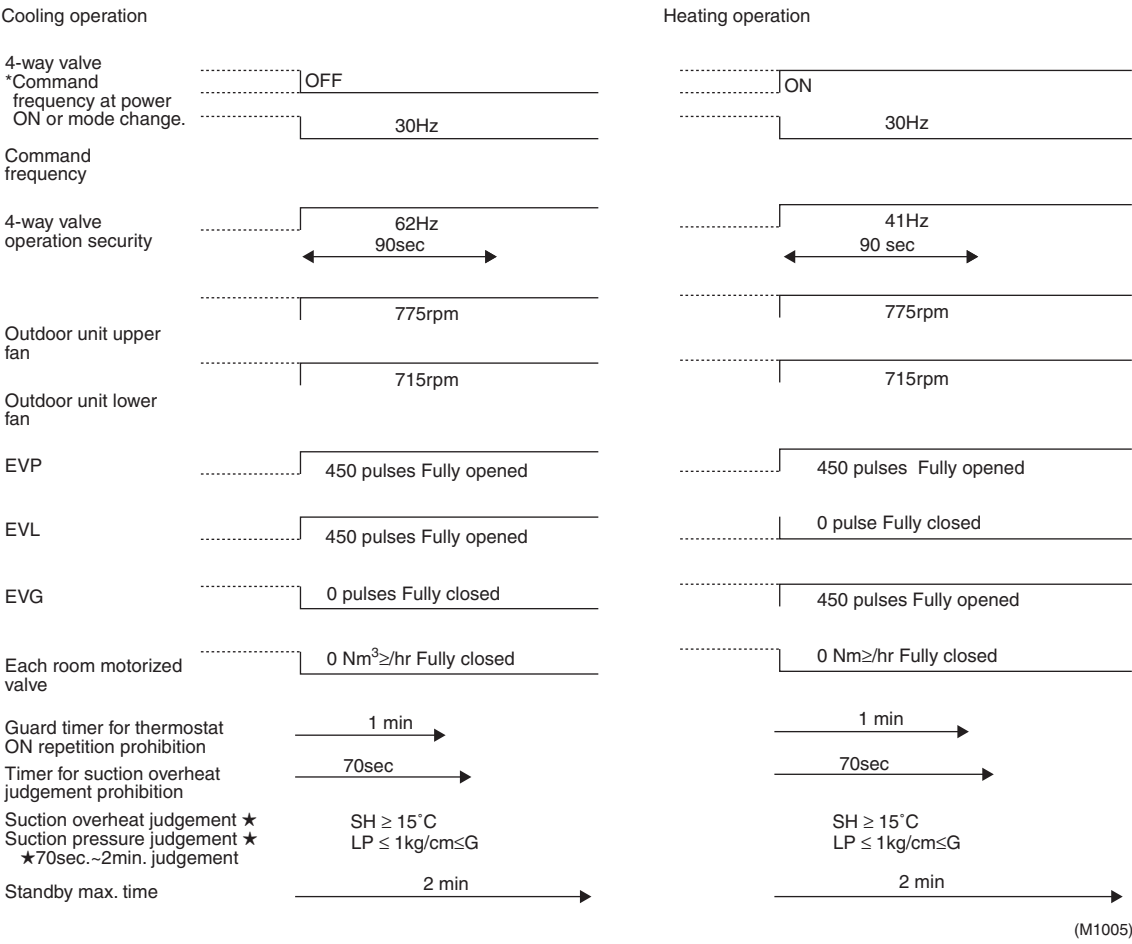 Cooling operation
Heating operation
4-way valve
*Command
frequency at power
ON or mode change.
OFF
ON
30Hz
30Hz
Command
frequency
4-way valve
operation security
62Hz
90sec
41Hz
90 sec
775rpm
775rpm
Outdoor unit upper
fan
715rpm
715rpm
Outdoor unit lower
fan
EVP
450 pulses Fully opened
450 pulses Fully opened
EVL
450 pulses Fully opened
0 pulse Fully closed
EVG
0 pulses Fully closed
450 pulses Fully opened
Each room motorized
valve
0 Nm³≥/hr Fully closed
0 Nm≥/hr Fully closed
Guard timer for thermostat
ON repetition prohibition
1 min
1 min
Timer for suction overheat
judgement prohibition
70sec
70sec
Suction overheat judgement ★
SH ≥ 15˚C
SH ≥ 15˚C
Suction pressure judgement ★
LP ≤ 1kg/cm≤G
LP ≤ 1kg/cm≤G
★70sec.~2min. judgement
Standby max. time
2 min
2 min
(M1005)